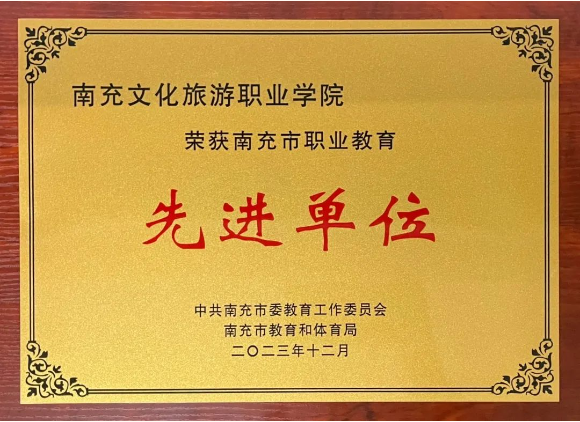 南充文化旅游职业学院
荣获南充市职业教育
先进单位
中共南充市委教育工作委员会
南充市教育和体育局
二〇二三年十二月